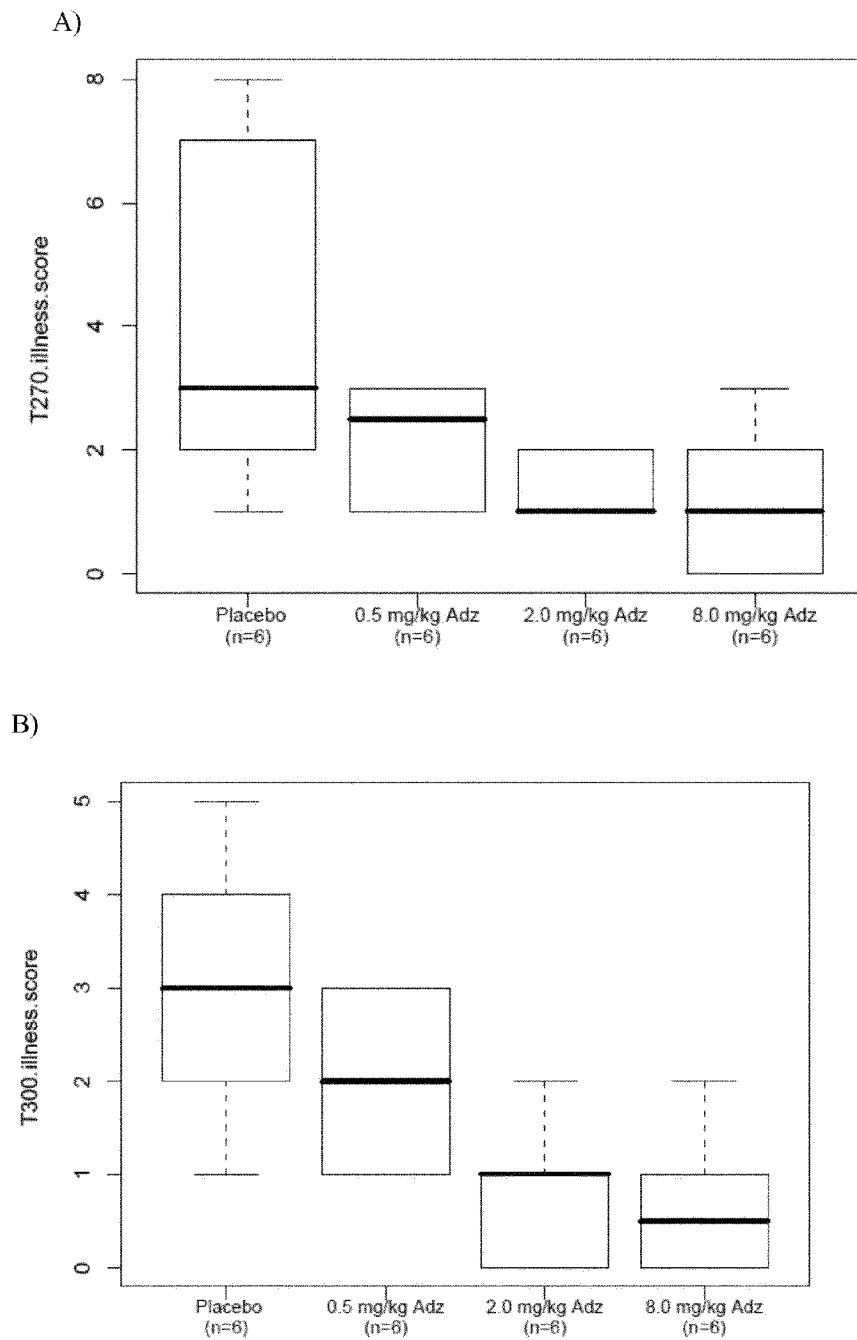 A)
T270.illness.score
8
6
4
2
0
Placebo 0.5 mg/kg Adz 2.0 mg/kg Adz 8.0 mg/kg Adz
(n=6) (n=6) (n=6) (n=6)
B)
T300.illness.score
5
4
3
2
1
0
Placebo 0.5 mg/kg Adz 2.0 mg/kg Adz 8.0 mg/kg Adz
(n=6) (n=6) (n=6) (n=6)